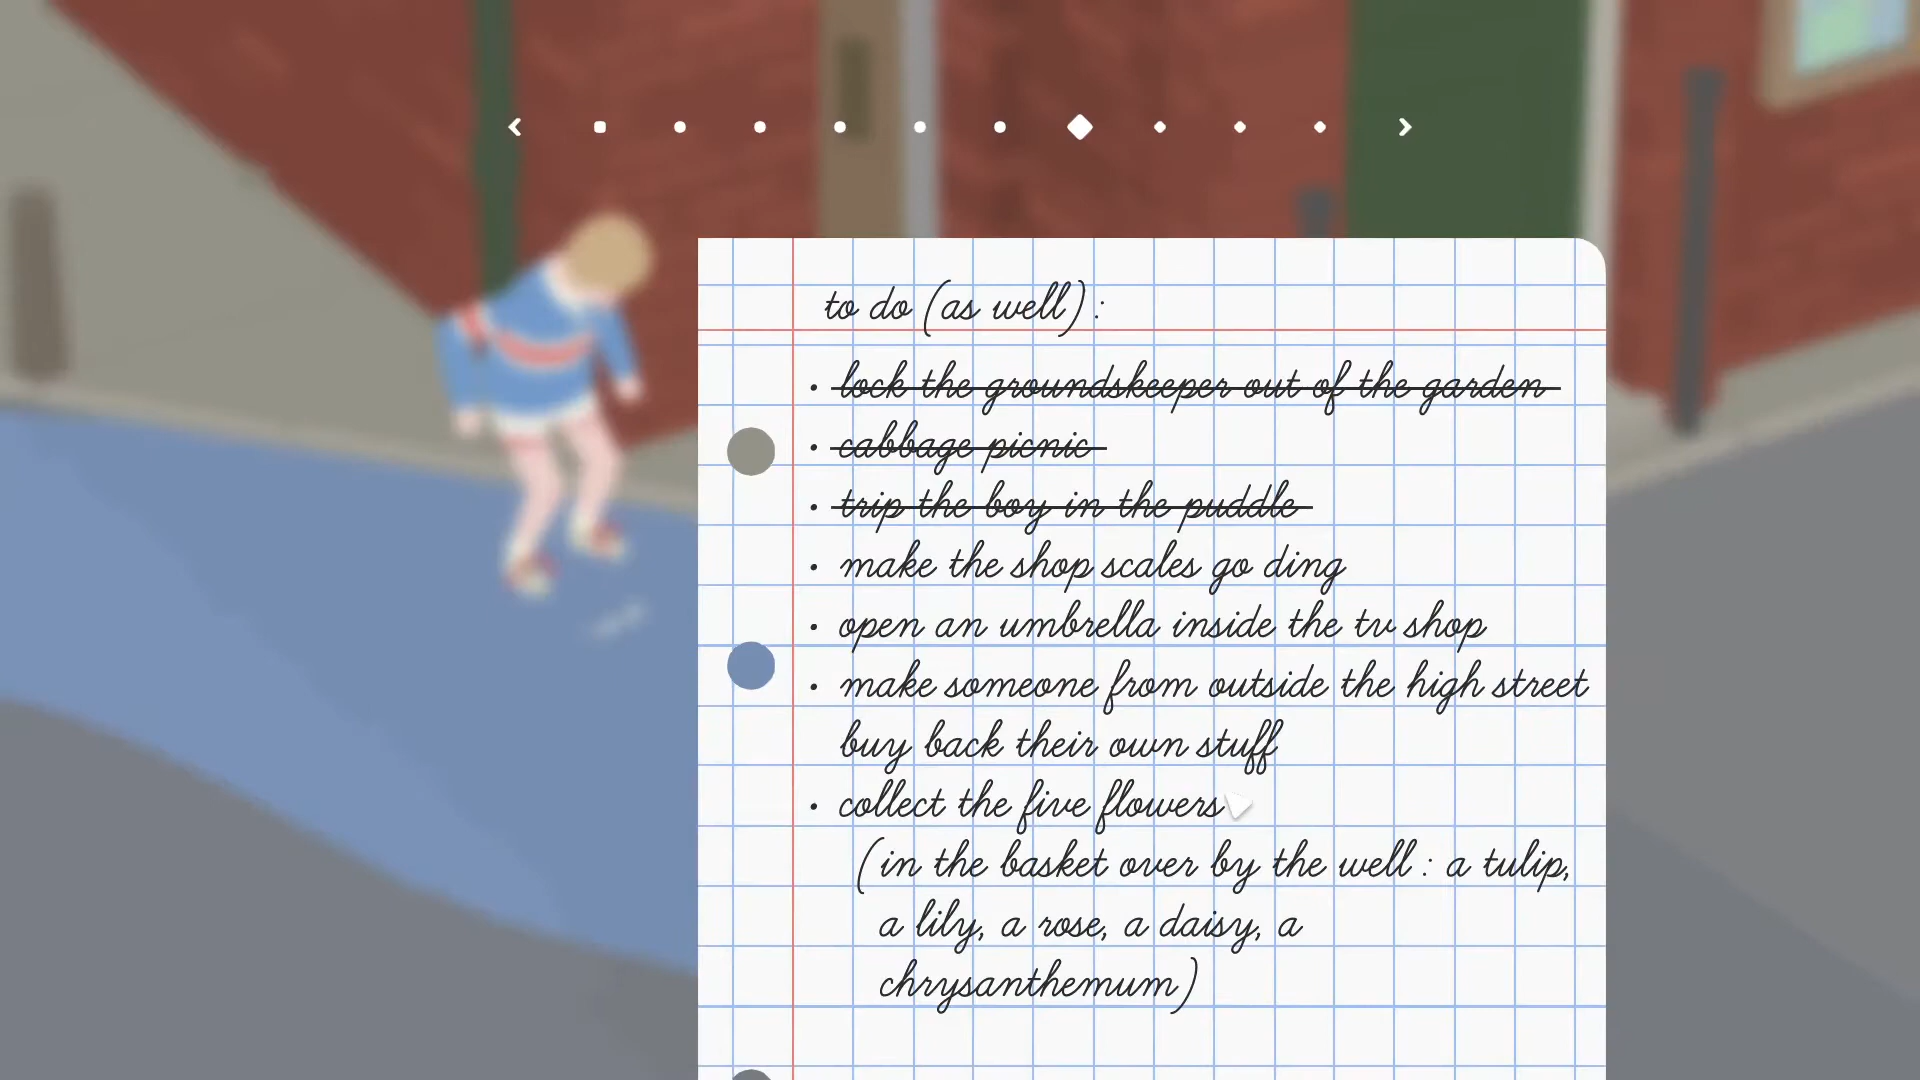 to do (as well) :
• lock the groundskeeper out of the garden
• cabbage picnic
• trip the boy in the puddle
• make the shop scales go ding
• open an umbrella inside the tv shop
• make someone from outside the high street
buy back their own stuff
• collect the five flowers
(in the basket over by the well : a tulip,
a lily, a rose, a daisy, a
chrysanthemum)